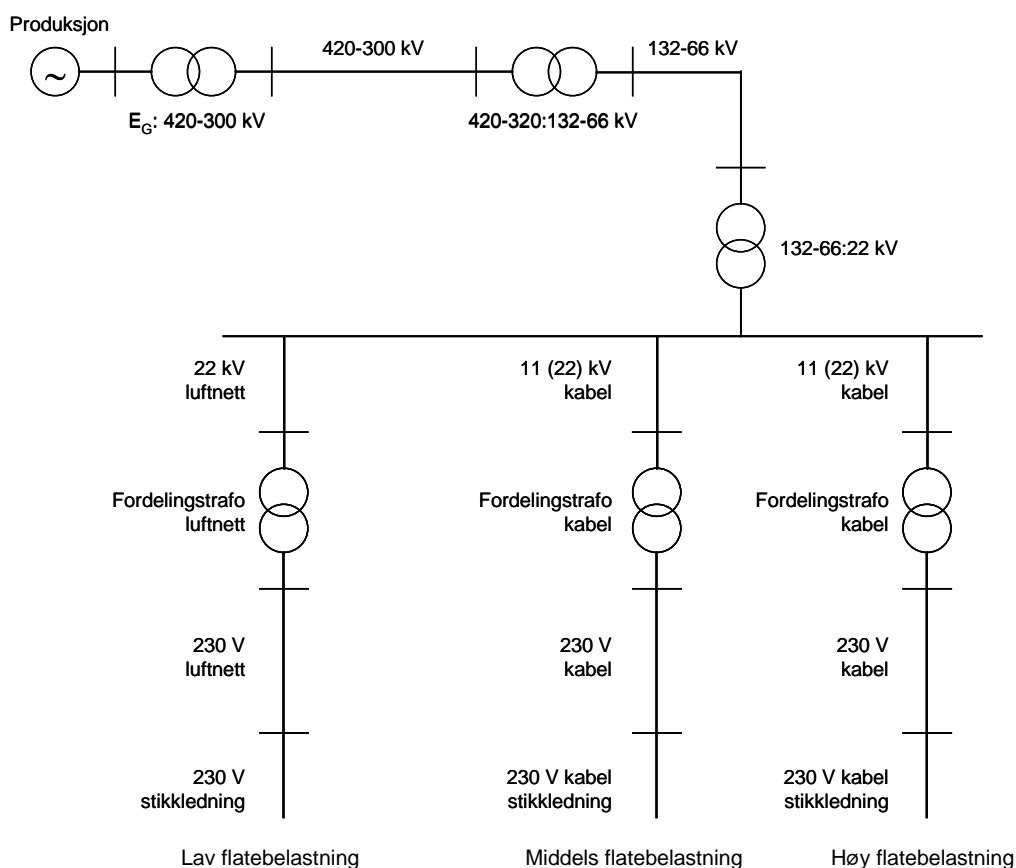 Produksjon
~
420-300 kV
132-66 kV
E_G: 420-300 kV
420-320:132-66 kV
132-66:22 kV
22 kV
luftnett
11 (22) kV
kabel
11 (22) kV
kabel
Fordelingstrafo
luftnett
Fordelingstrafo
kabel
Fordelingstrafo
kabel
230 V
luftnett
230 V
kabel
230 V
kabel
230 V
stikkledning
230 V kabel
stikkledning
230 V kabel
stikkledning
Lav flatebelastning
Middels flatebelastning
Høy flatebelastning